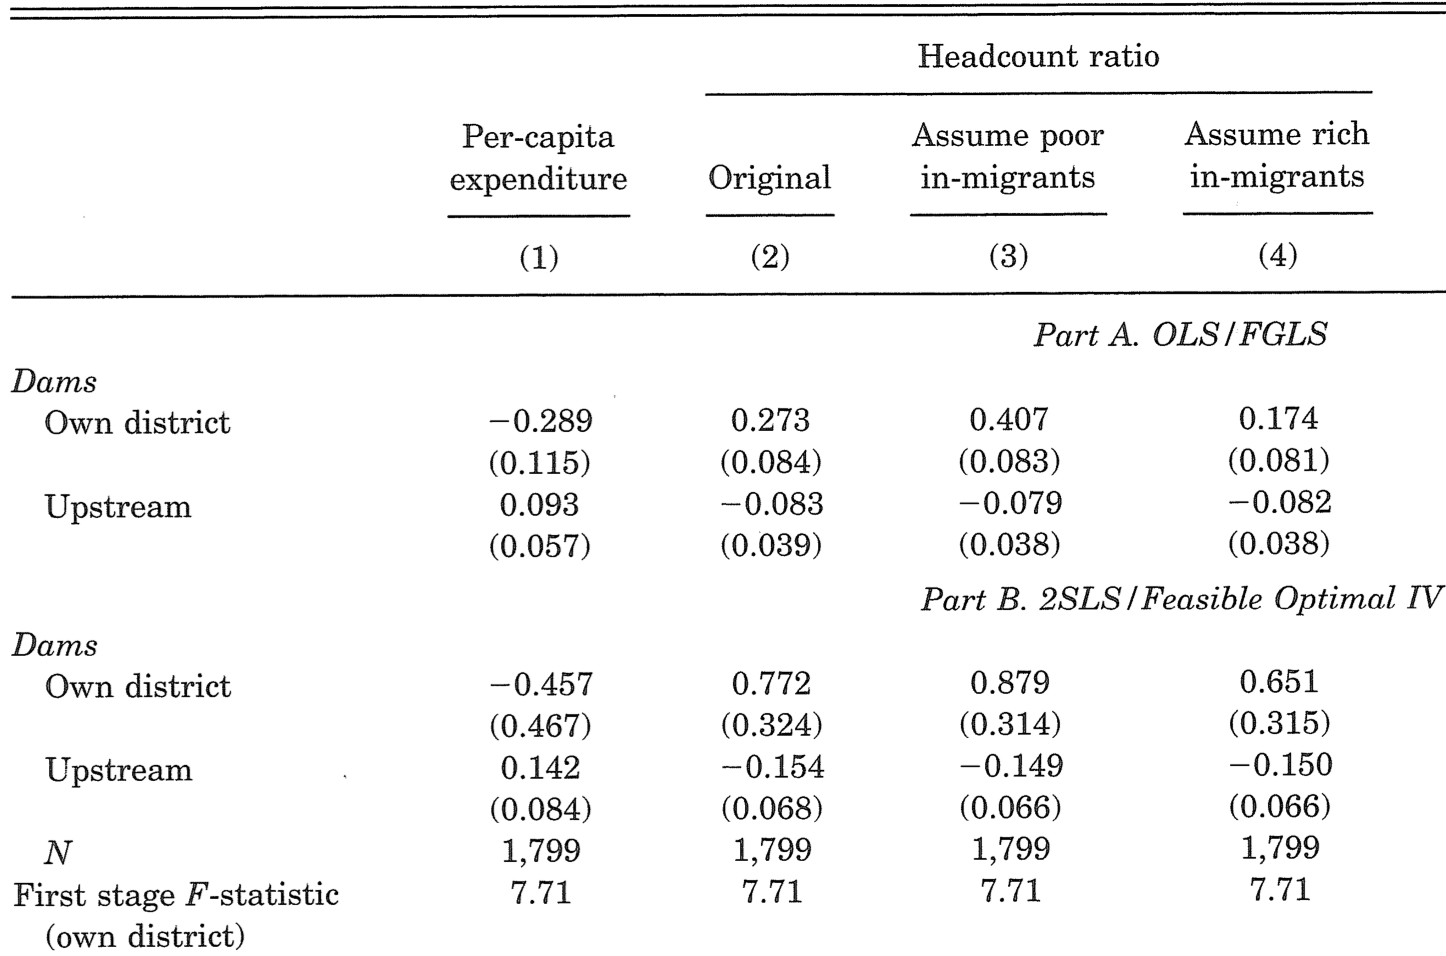 Headcount ratio
Per-capita expenditure Original Assume poor in-migrants Assume rich in-migrants
(1) (2) (3) (4)
Part A. OLS/FGLS
Dams
Own district −0.289 0.273 0.407 0.174
(0.115) (0.084) (0.083) (0.081)
Upstream 0.093 −0.083 −0.079 −0.082
(0.057) (0.039) (0.038) (0.038)
Part B. 2SLS/Feasible Optimal IV
Dams
Own district −0.457 0.772 0.879 0.651
(0.467) (0.324) (0.314) (0.315)
Upstream 0.142 −0.154 −0.149 −0.150
(0.084) (0.068) (0.066) (0.066)
N 1,799 1,799 1,799 1,799
First stage F-statistic 7.71 7.71 7.71 7.71
(own district)